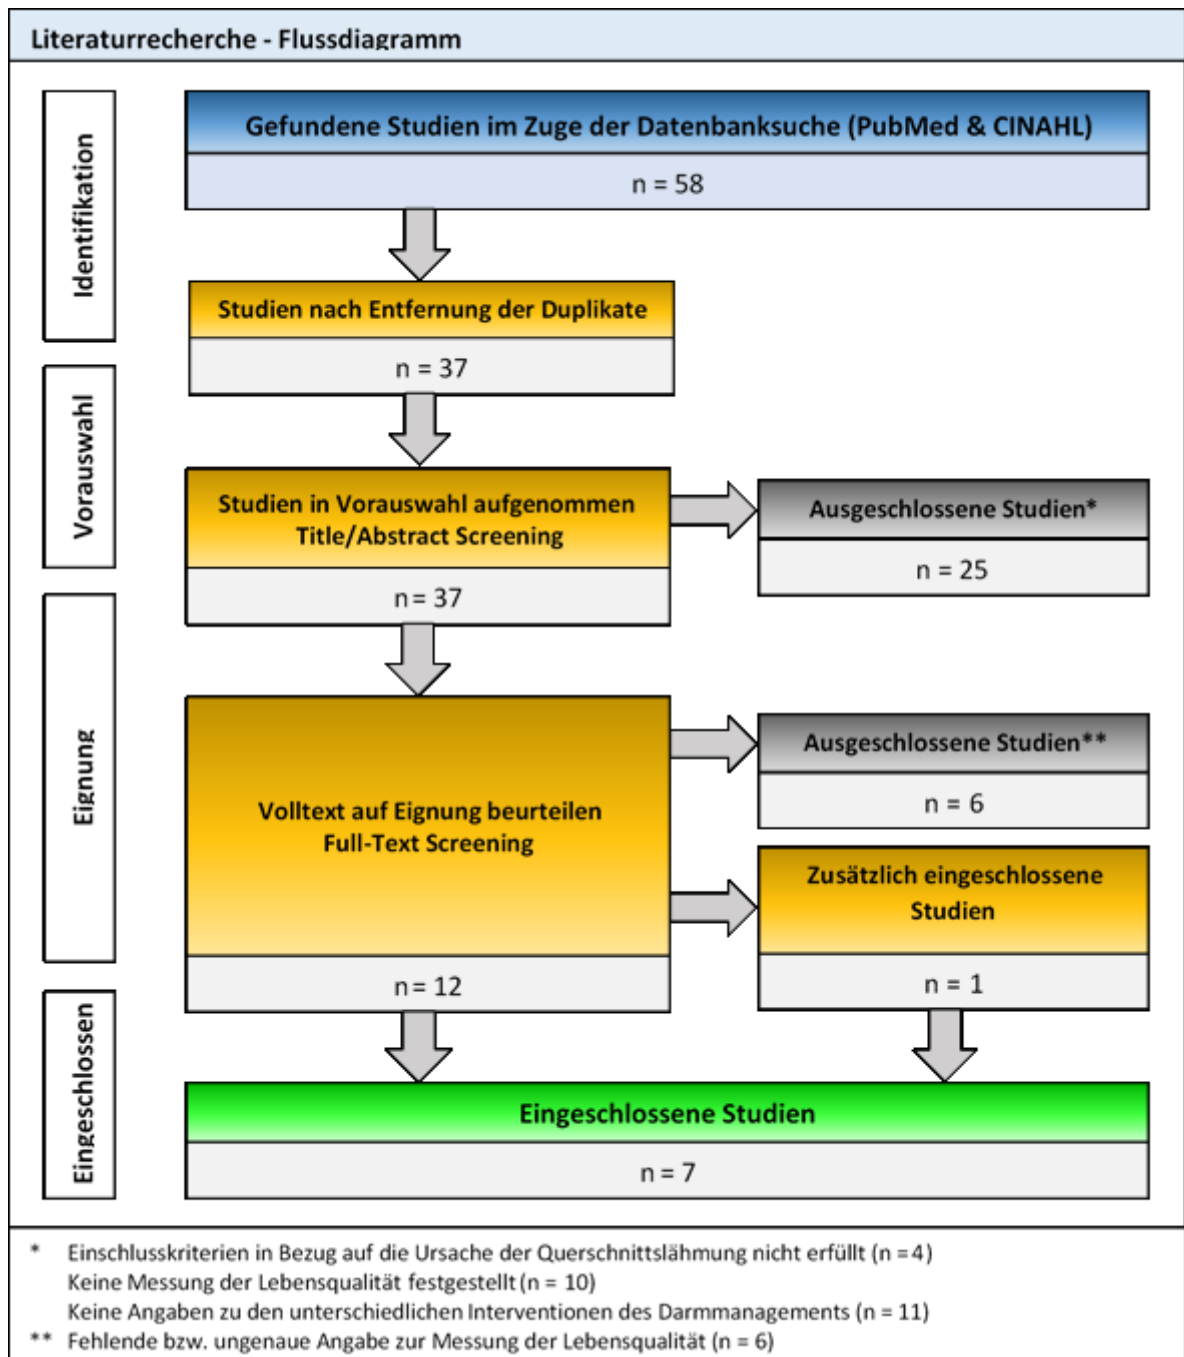 Literaturrecherche - Flussdiagramm
Identifikation
Gefundene Studien im Zuge der Datenbanksuche (PubMed & CINAHL)
n = 58
Studien nach Entfernung der Duplikate
n = 37
Vorauswahl
Studien in Vorauswahl aufgenommen
Title/Abstract Screening
n = 37
Ausgeschlossene Studien*
n = 25
Eignung
Volltext auf Eignung beurteilen
Full-Text Screening
n = 12
Ausgeschlossene Studien**
n = 6
Zusätzlich eingeschlossene
Studien
n = 1
Eingeschlossen
Eingeschlossene Studien
n = 7
* Einschlusskriterien in Bezug auf die Ursache der Querschnittslähmung nicht erfüllt (n = 4)
Keine Messung der Lebensqualität festgestellt (n = 10)
Keine Angaben zu den unterschiedlichen Interventionen des Darmmanagements (n = 11)
** Fehlende bzw. ungenaue Angabe zur Messung der Lebensqualität (n = 6)